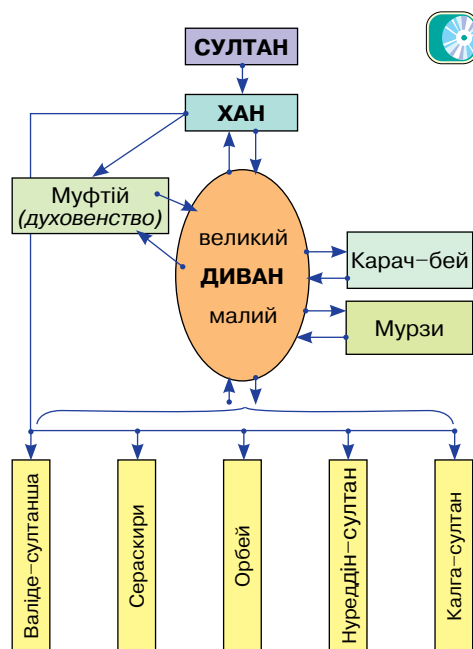 СУЛТАН
ХАН
Муфтій
(духовенство)
великий
ДИВАН
малий
Карач–бей
Мурзи
Валіде–султанша
Сераскири
Орбей
Нуреддін–султан
Калга–султан